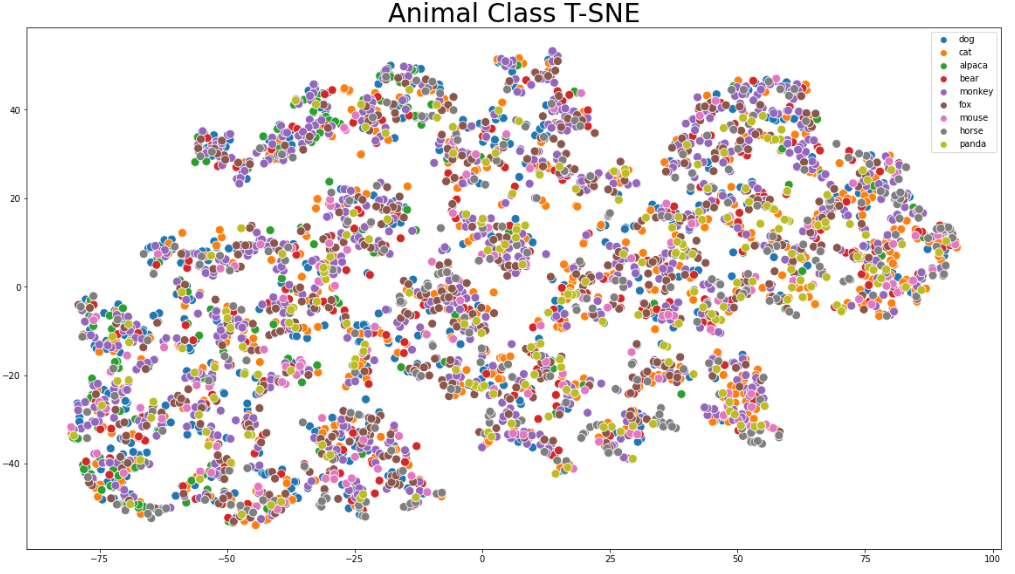 Animal Class T-SNE
dog
cat
alpaca
bear
monkey
fox
mouse
horse
panda
40
20
0
−20
−40
−75
−50
−25
0
25
50
75
100